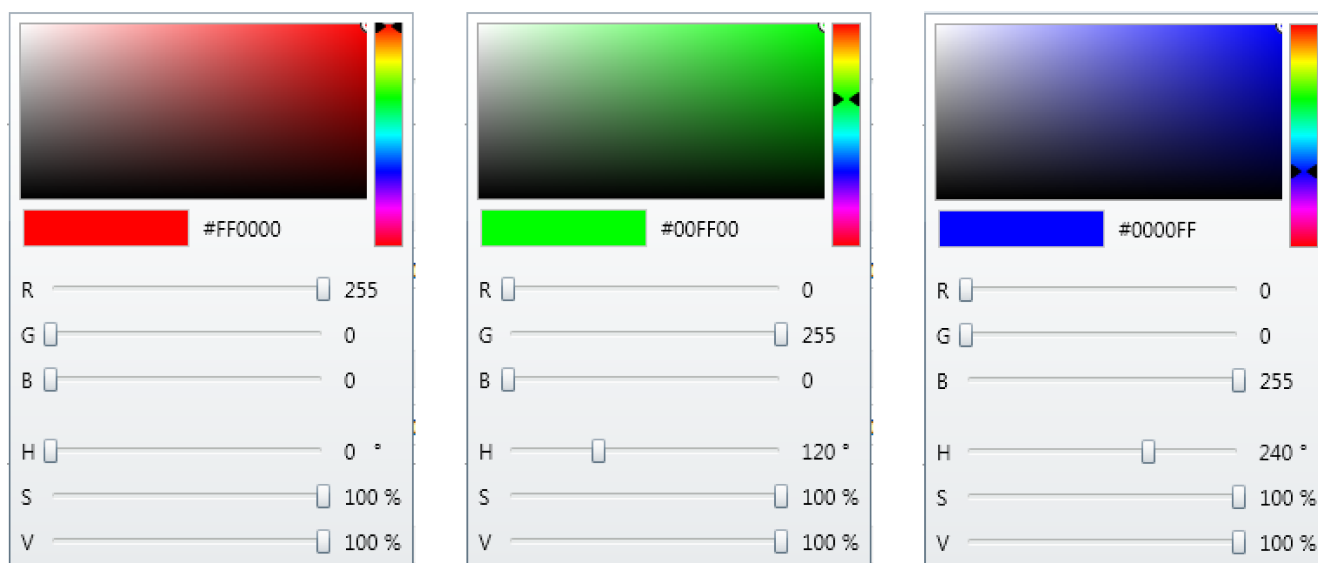 #FF0000
R 255
G 0
B 0
H 0 °
S 100 %
V 100 %
#00FF00
R 0
G 255
B 0
H 120 °
S 100 %
V 100 %
#0000FF
R 0
G 0
B 255
H 240 °
S 100 %
V 100 %